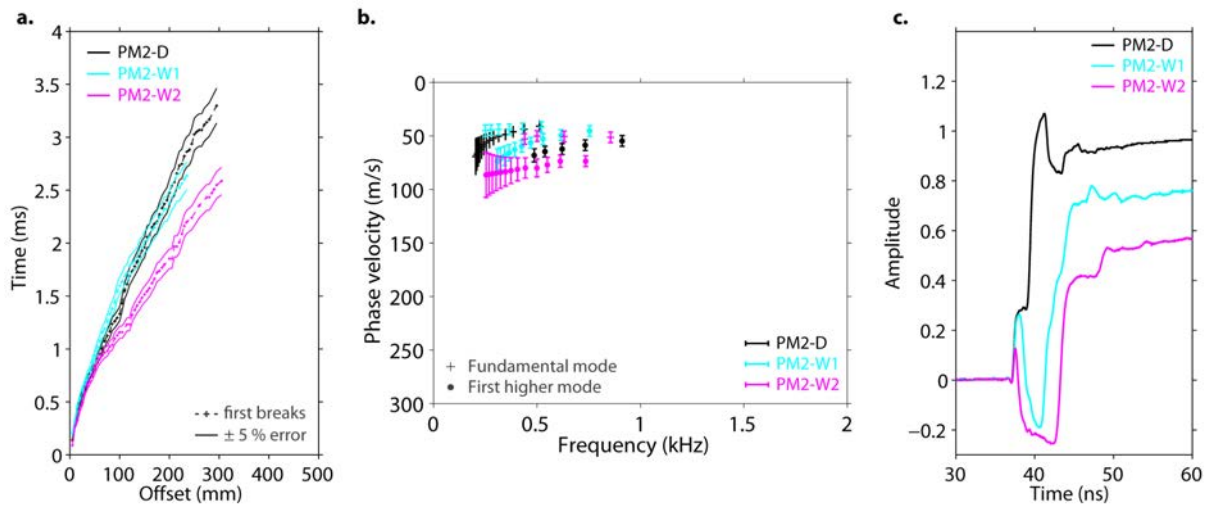 a.
PM2-D
PM2-W1
PM2-W2
4
3.5
3
2.5
2
1.5
1
0.5
0
Time (ms)
first breaks
± 5 % error
0 100 200 300 400 500
Offset (mm)
b.
0
50
100
150
200
250
300
Phase velocity (m/s)
Fundamental mode
First higher mode
PM2-D
PM2-W1
PM2-W2
0 0.5 1 1.5 2
Frequency (kHz)
c.
PM2-D
PM2-W1
PM2-W2
1.2
1
0.8
0.6
0.4
0.2
0
−0.2
Amplitude
30 40 50 60
Time (ns)